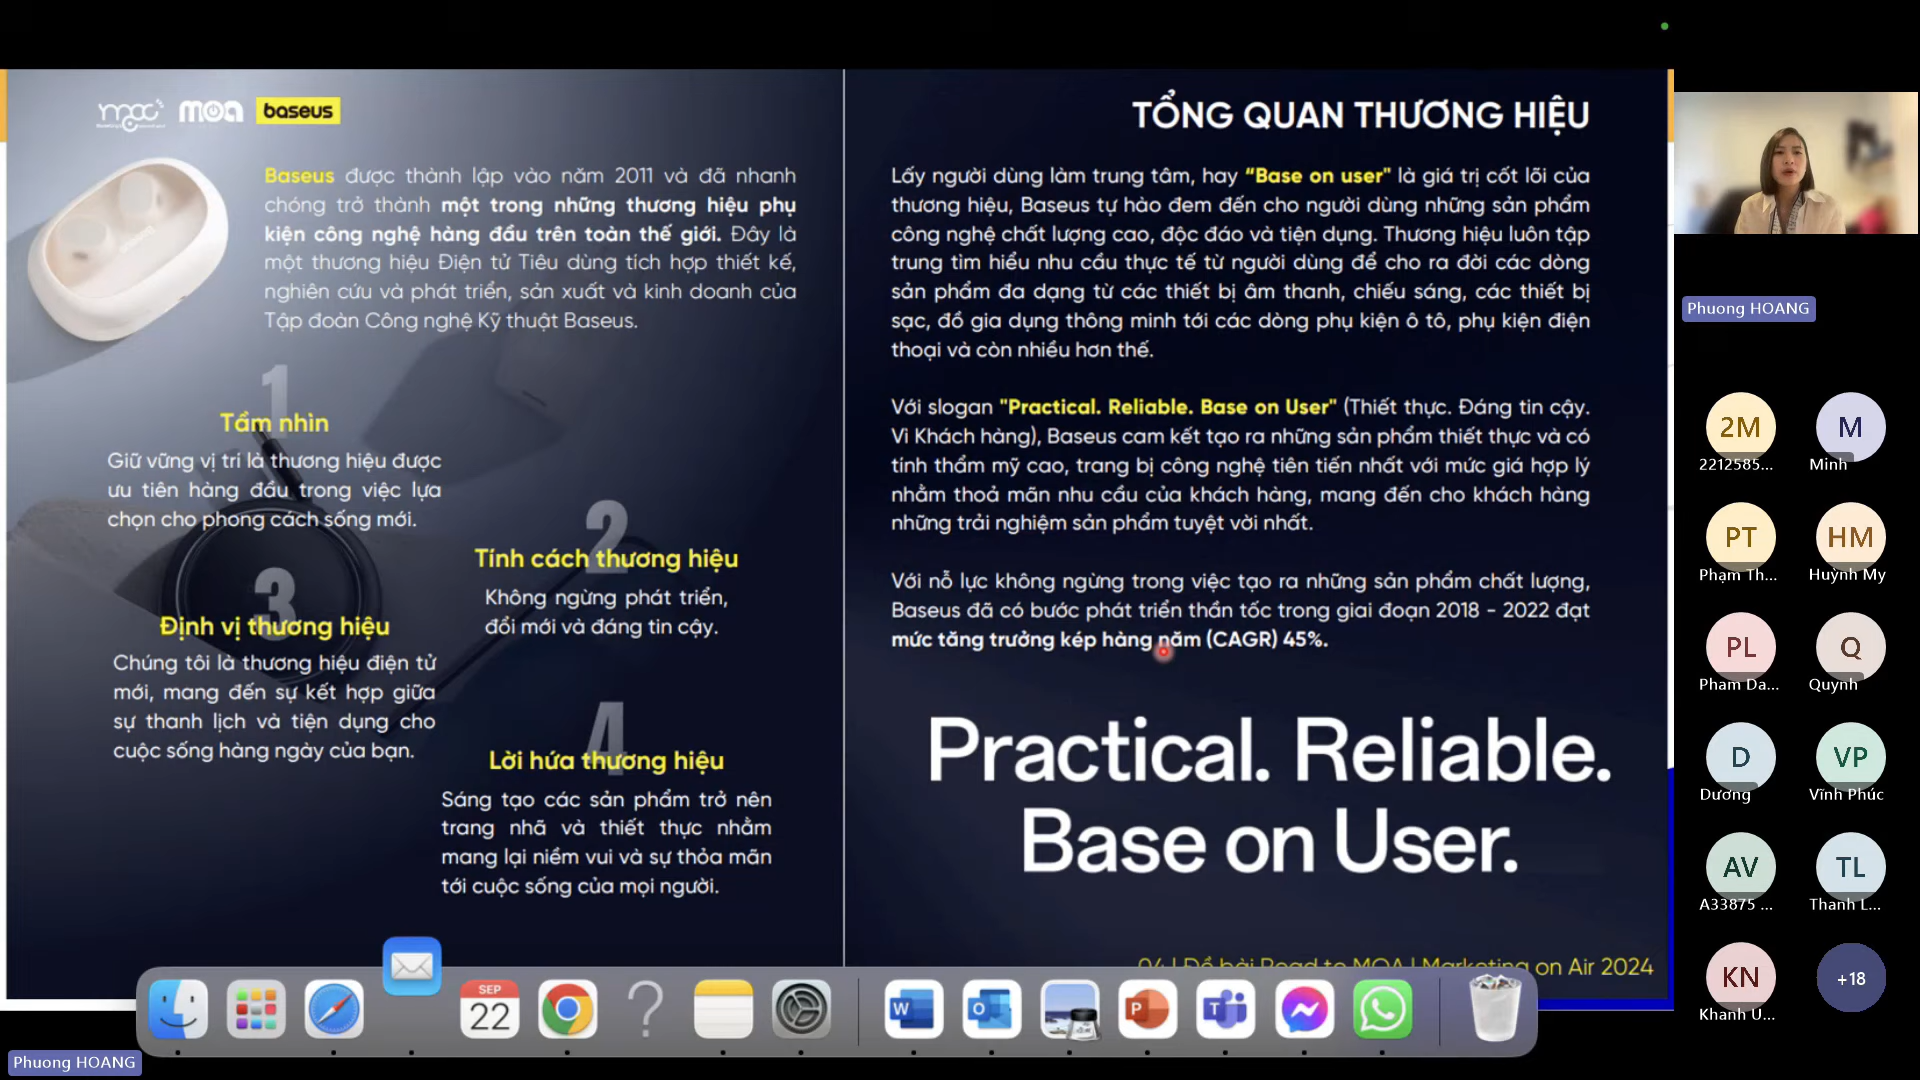 moa
baseus
TỔNG QUAN THƯƠNG HIỆU
Baseus được thành lập vào năm 2011 và đã nhanh
chóng trở thành một trong những thương hiệu phụ
kiện công nghệ hàng đầu trên toàn thế giới. Đây là
một thương hiệu Điện tử Tiêu dùng tích hợp thiết kế,
nghiên cứu và phát triển, sản xuất và kinh doanh của
Tập đoàn Công nghệ Kỹ thuật Baseus.
1
Tầm nhìn
Giữ vững vị trí là thương hiệu được
ưu tiên hàng đầu trong việc lựa
chọn cho phong cách sống mới.
2
Tính cách thương hiệu
Không ngừng phát triển,
đổi mới và đáng tin cậy.
3
Định vị thương hiệu
Chúng tôi là thương hiệu điện tử
mới, mang đến sự kết hợp giữa
sự thanh lịch và tiện dụng cho
cuộc sống hàng ngày của bạn.
4
Lời hứa thương hiệu
Sáng tạo các sản phẩm trở nên
trang nhã và thiết thực nhằm
mang lại niềm vui và sự thỏa mãn
tới cuộc sống của mọi người.
Lấy người dùng làm trung tâm, hay “Base on user" là giá trị cốt lõi của
thương hiệu, Baseus tự hào đem đến cho người dùng những sản phẩm
công nghệ chất lượng cao, độc đáo và tiện dụng. Thương hiệu luôn tập
trung tìm hiểu nhu cầu thực tế từ người dùng để cho ra đời các dòng
sản phẩm đa dạng từ các thiết bị âm thanh, chiếu sáng, các thiết bị
sạc, đồ gia dụng thông minh tới các dòng phụ kiện ô tô, phụ kiện điện
thoại và còn nhiều hơn thế.
Với slogan "Practical. Reliable. Base on User" (Thiết thực. Đáng tin cậy.
Vì Khách hàng), Baseus cam kết tạo ra những sản phẩm thiết thực và có
tính thẩm mỹ cao, trang bị công nghệ tiên tiến nhất với mức giá hợp lý
nhằm thoả mãn nhu cầu của khách hàng, mang đến cho khách hàng
những trải nghiệm sản phẩm tuyệt vời nhất.
Với nỗ lực không ngừng trong việc tạo ra những sản phẩm chất lượng,
Baseus đã có bước phát triển thần tốc trong giai đoạn 2018 - 2022 đạt
mức tăng trưởng kép hàng năm (CAGR) 45%.
Practical. Reliable.
Base on User.
04 | Đề bài Road to MOA | Marketing on Air 2024
SEP
22
W
O
P
T
Phuong HOANG
Phuong HOANG
2M
2212585...
M
Minh
PT
Phạm Th...
HM
Huỳnh My
PL
Pham Da...
Q
Quynh
D
Dương
VP
Vĩnh Phúc
AV
A33875 ...
TL
Thanh L...
KN
Khanh U...
+18